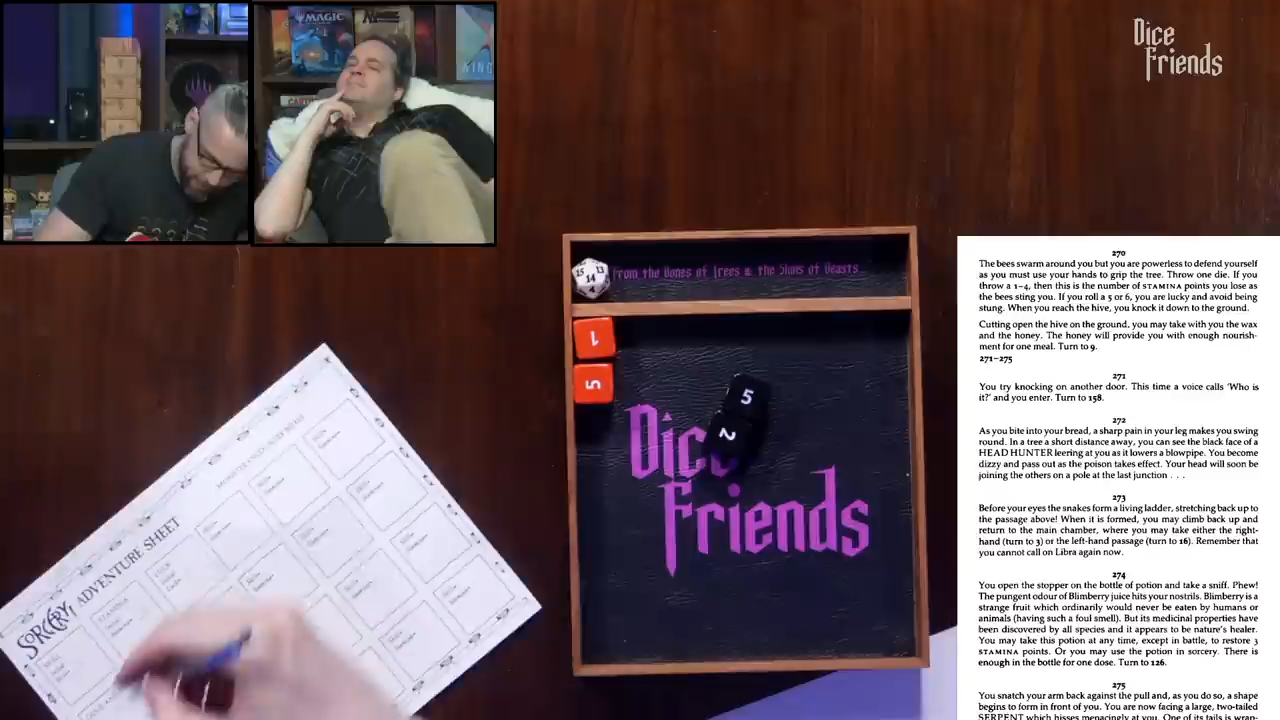 MAGIC
Dice
Friends
From the Bones of Trees & the Skins of Beasts
15
13
14
4
1
5
5
2
Dice
Friends
SORCERY! ADVENTURE SHEET
270
The bees swarm around you but you are powerless to defend yourself
as you must use your hands to grip the tree. Throw one die. If you
throw a 1–4, then this is the number of STAMINA points you lose as
the bees sting you. If you roll a 5 or 6, you are lucky and avoid being
stung. When you reach the hive, you knock it down to the ground.
Cutting open the hive on the ground, you may take with you the wax
and the honey. The honey will provide you with enough nourish-
ment for one meal. Turn to 9.
271–275
271
You try knocking on another door. This time a voice calls 'Who is
it?' and you enter. Turn to 158.
272
As you bite into your bread, a sharp pain in your leg makes you swing
round. In a tree a short distance away, you can see the black face of a
HEAD HUNTER leering at you as it lowers a blowpipe. You become
dizzy and pass out as the poison takes effect. Your head will soon be
joining the others on a pole at the last junction . . .
273
Before your eyes the snakes form a living ladder, stretching back up to
the passage above! When it is formed, you may climb back up and
return to the main chamber, where you may take either the right-
hand (turn to 3) or the left-hand passage (turn to 16). Remember that
you cannot call on Libra again now.
274
You open the stopper on the bottle of potion and take a sniff. Phew!
The pungent odour of Blimberry juice hits your nostrils. Blimberry is a
strange fruit which ordinarily would never be eaten by humans or
animals (having such a foul smell). But its medicinal properties have
been discovered by all species and it appears to be nature's healer.
You may take this potion at any time, except in battle, to restore 3
STAMINA points. Or you may use the potion in sorcery. There is
enough in the bottle for one dose. Turn to 126.
275
You snatch your arm back against the pull and, as you do so, a shape
begins to form in front of you. You are now facing a large, two-tailed
SERPENT which hisses menacingly at you. One of its tails is wrap-